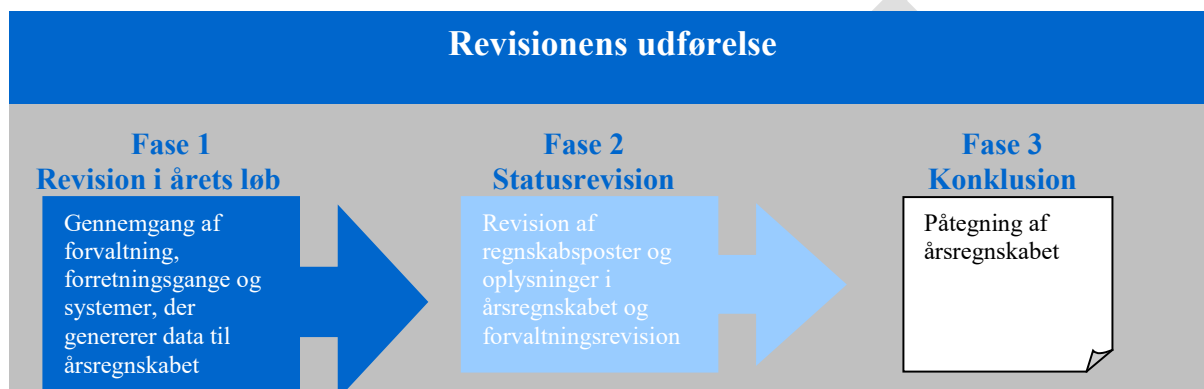 Revisionens udførelse
Fase 1
Revision i årets løb
Gennemgang af
forvaltning,
forretningsgange og
systemer, der
genererer data til
årsregnskabet
Fase 2
Statusrevision
Revision af
regnskabsposter og
oplysninger i
årsregnskabet og
forvaltningsrevision
Fase 3
Konklusion
Påtegning af
årsregnskabet